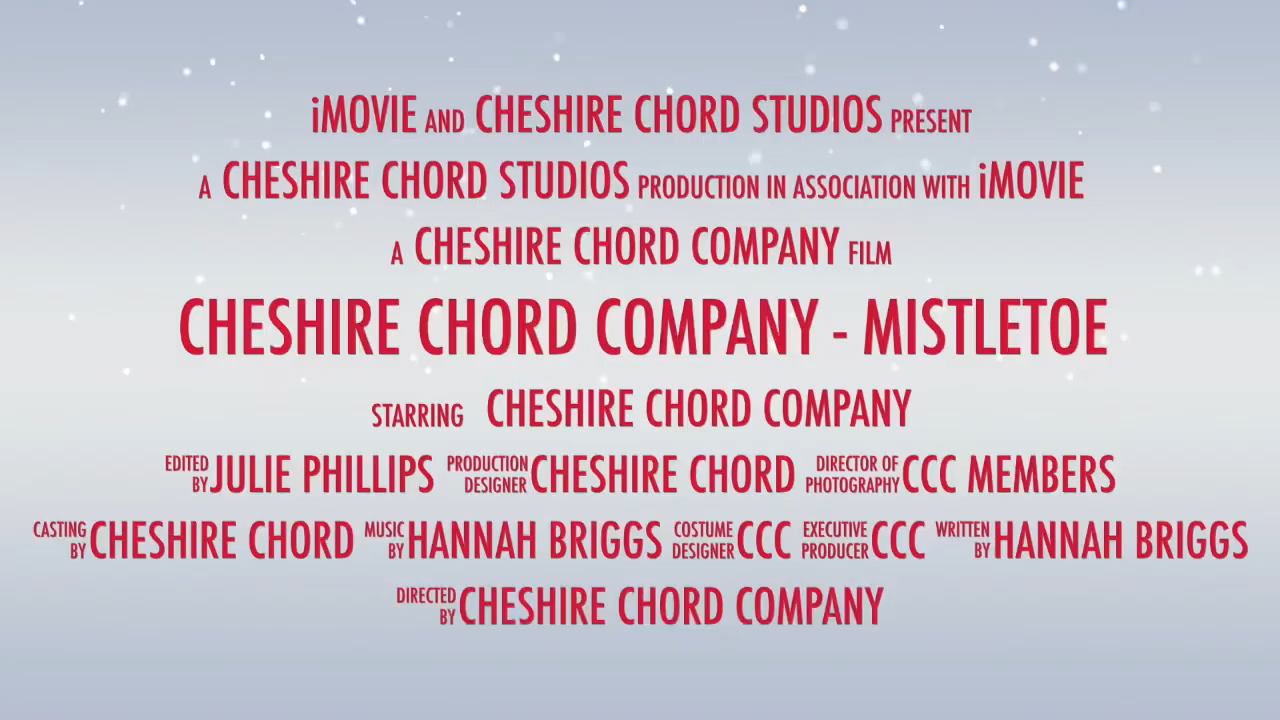 iMOVIE AND CHESHIRE CHORD STUDIOS PRESENT
A CHESHIRE CHORD STUDIOS PRODUCTION IN ASSOCIATION WITH iMOVIE
A CHESHIRE CHORD COMPANY FILM
CHESHIRE CHORD COMPANY - MISTLETOE
STARRING CHESHIRE CHORD COMPANY
EDITED BY JULIE PHILLIPS PRODUCTION DESIGNER CHESHIRE CHORD DIRECTOR OF PHOTOGRAPHY CCC MEMBERS
CASTING BY CHESHIRE CHORD MUSIC BY HANNAH BRIGGS COSTUME DESIGNER CCC EXECUTIVE PRODUCER CCC WRITTEN BY HANNAH BRIGGS
DIRECTED BY CHESHIRE CHORD COMPANY